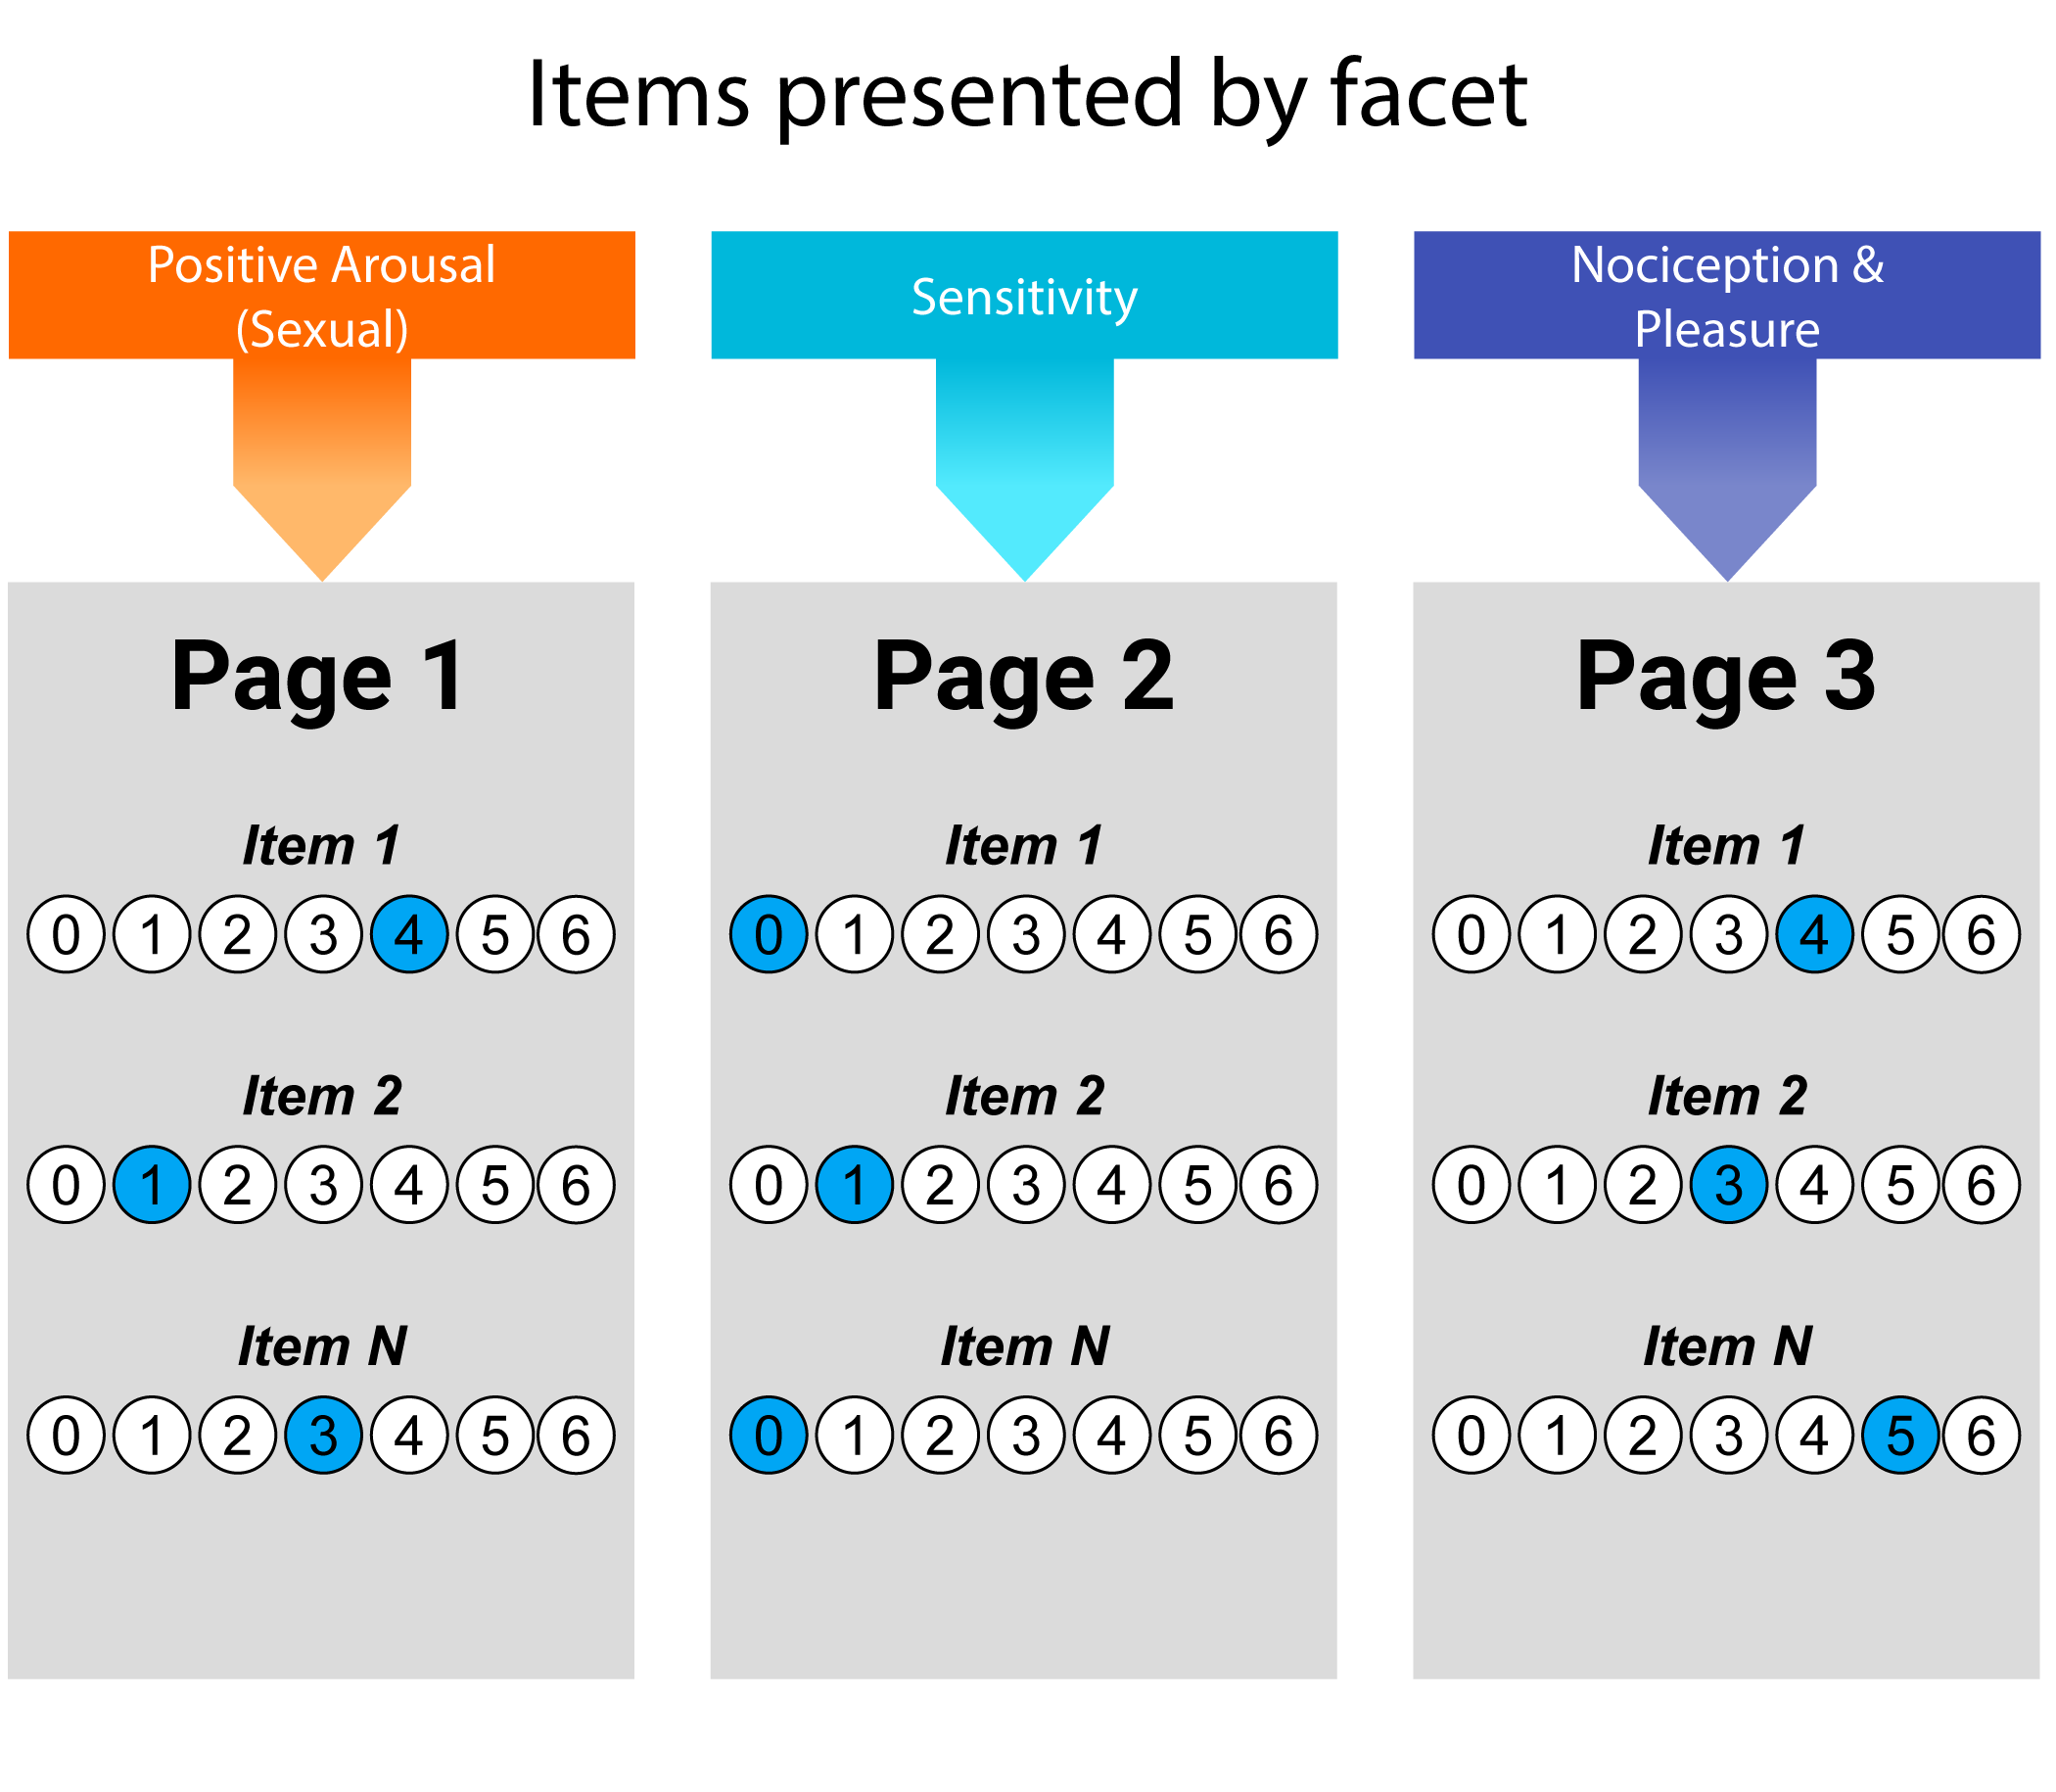 Items presented by facet
Positive Arousal
(Sexual)
Sensitivity
Nociception &
Pleasure
Page 1
Item 1
0 1 2 3 4 5 6
Item 2
0 1 2 3 4 5 6
Item N
0 1 2 3 4 5 6
Page 2
Item 1
0 1 2 3 4 5 6
Item 2
0 1 2 3 4 5 6
Item N
0 1 2 3 4 5 6
Page 3
Item 1
0 1 2 3 4 5 6
Item 2
0 1 2 3 4 5 6
Item N
0 1 2 3 4 5 6